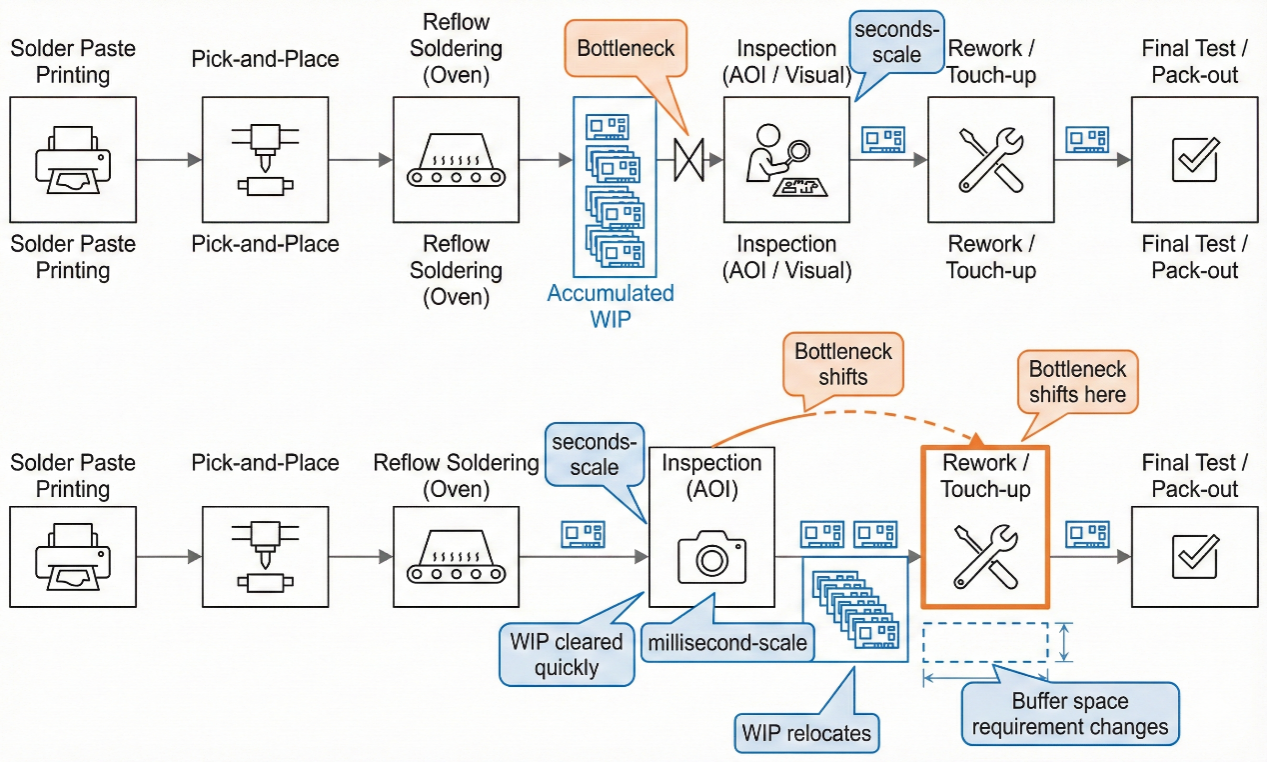 Solder Paste
Printing
Pick-and-Place
Reflow
Soldering
(Oven)
Bottleneck
Inspection
(AOI / Visual)
seconds-
scale
Rework /
Touch-up
Final Test /
Pack-out
Solder Paste
Printing
Pick-and-Place
Reflow
Soldering
(Oven)
Accumulated
WIP
Inspection
(AOI / Visual)
Rework /
Touch-up
Final Test /
Pack-out
Bottleneck
shifts
Bottleneck
shifts here
Solder Paste
Printing
Pick-and-Place
Reflow Soldering
(Oven)
seconds-
scale
Inspection
(AOI)
Rework /
Touch-up
Final Test /
Pack-out
WIP cleared
quickly
millisecond-scale
WIP relocates
Buffer space
requirement changes